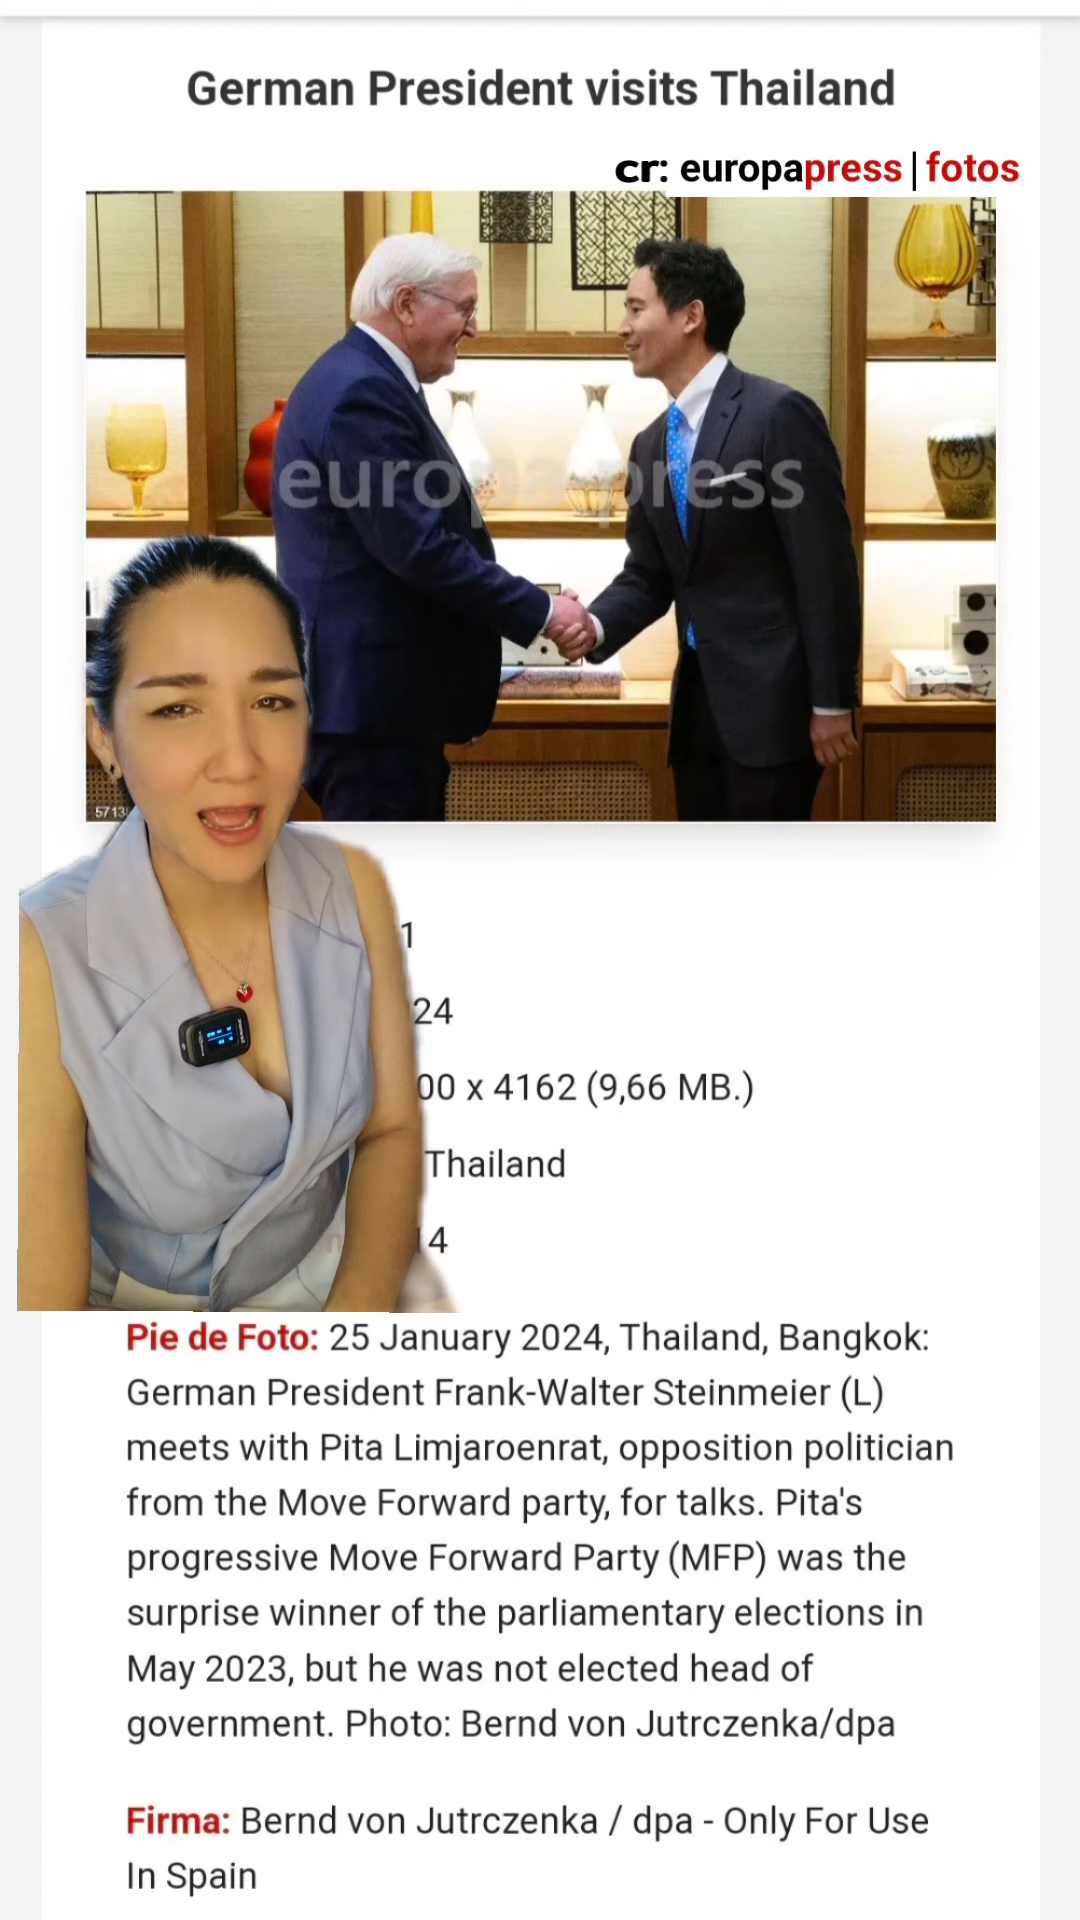 German President visits Thailand
cr: europapress | fotos
europa press
5713
1
24
00 x 4162 (9,66 MB.)
Thailand
14
Pie de Foto: 25 January 2024, Thailand, Bangkok:
German President Frank-Walter Steinmeier (L)
meets with Pita Limjaroenrat, opposition politician
from the Move Forward party, for talks. Pita's
progressive Move Forward Party (MFP) was the
surprise winner of the parliamentary elections in
May 2023, but he was not elected head of
government. Photo: Bernd von Jutrczenka/dpa
Firma: Bernd von Jutrczenka / dpa - Only For Use
In Spain